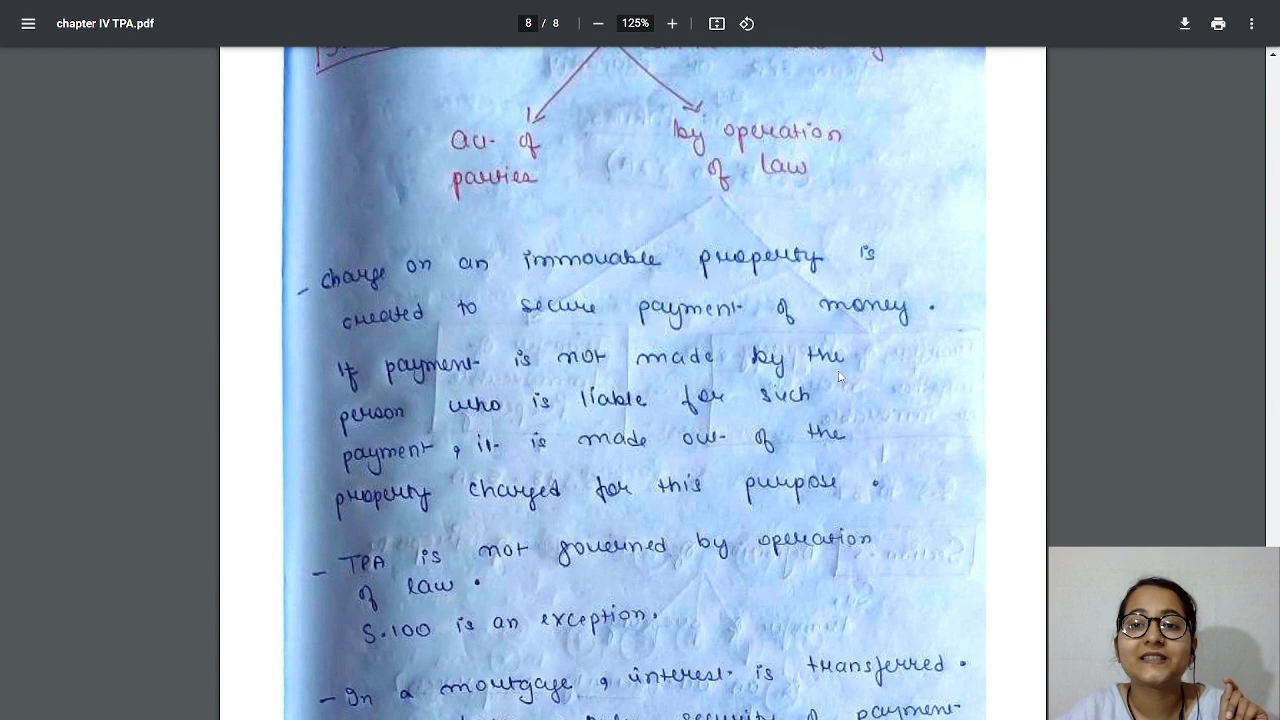 chapter IV TPA.pdf
8 / 8
125%
Act of
parties
by operation
of law
- Charge on an immovable property is
created to secure payment of money.
If payment is not made by the
person who is liable for such
payment, it is made out of the
property charged for this purpose.
- TPA is not governed by operation
of law.
S.100 is an exception.
- In a mortgage, interest is transferred.
security of payment